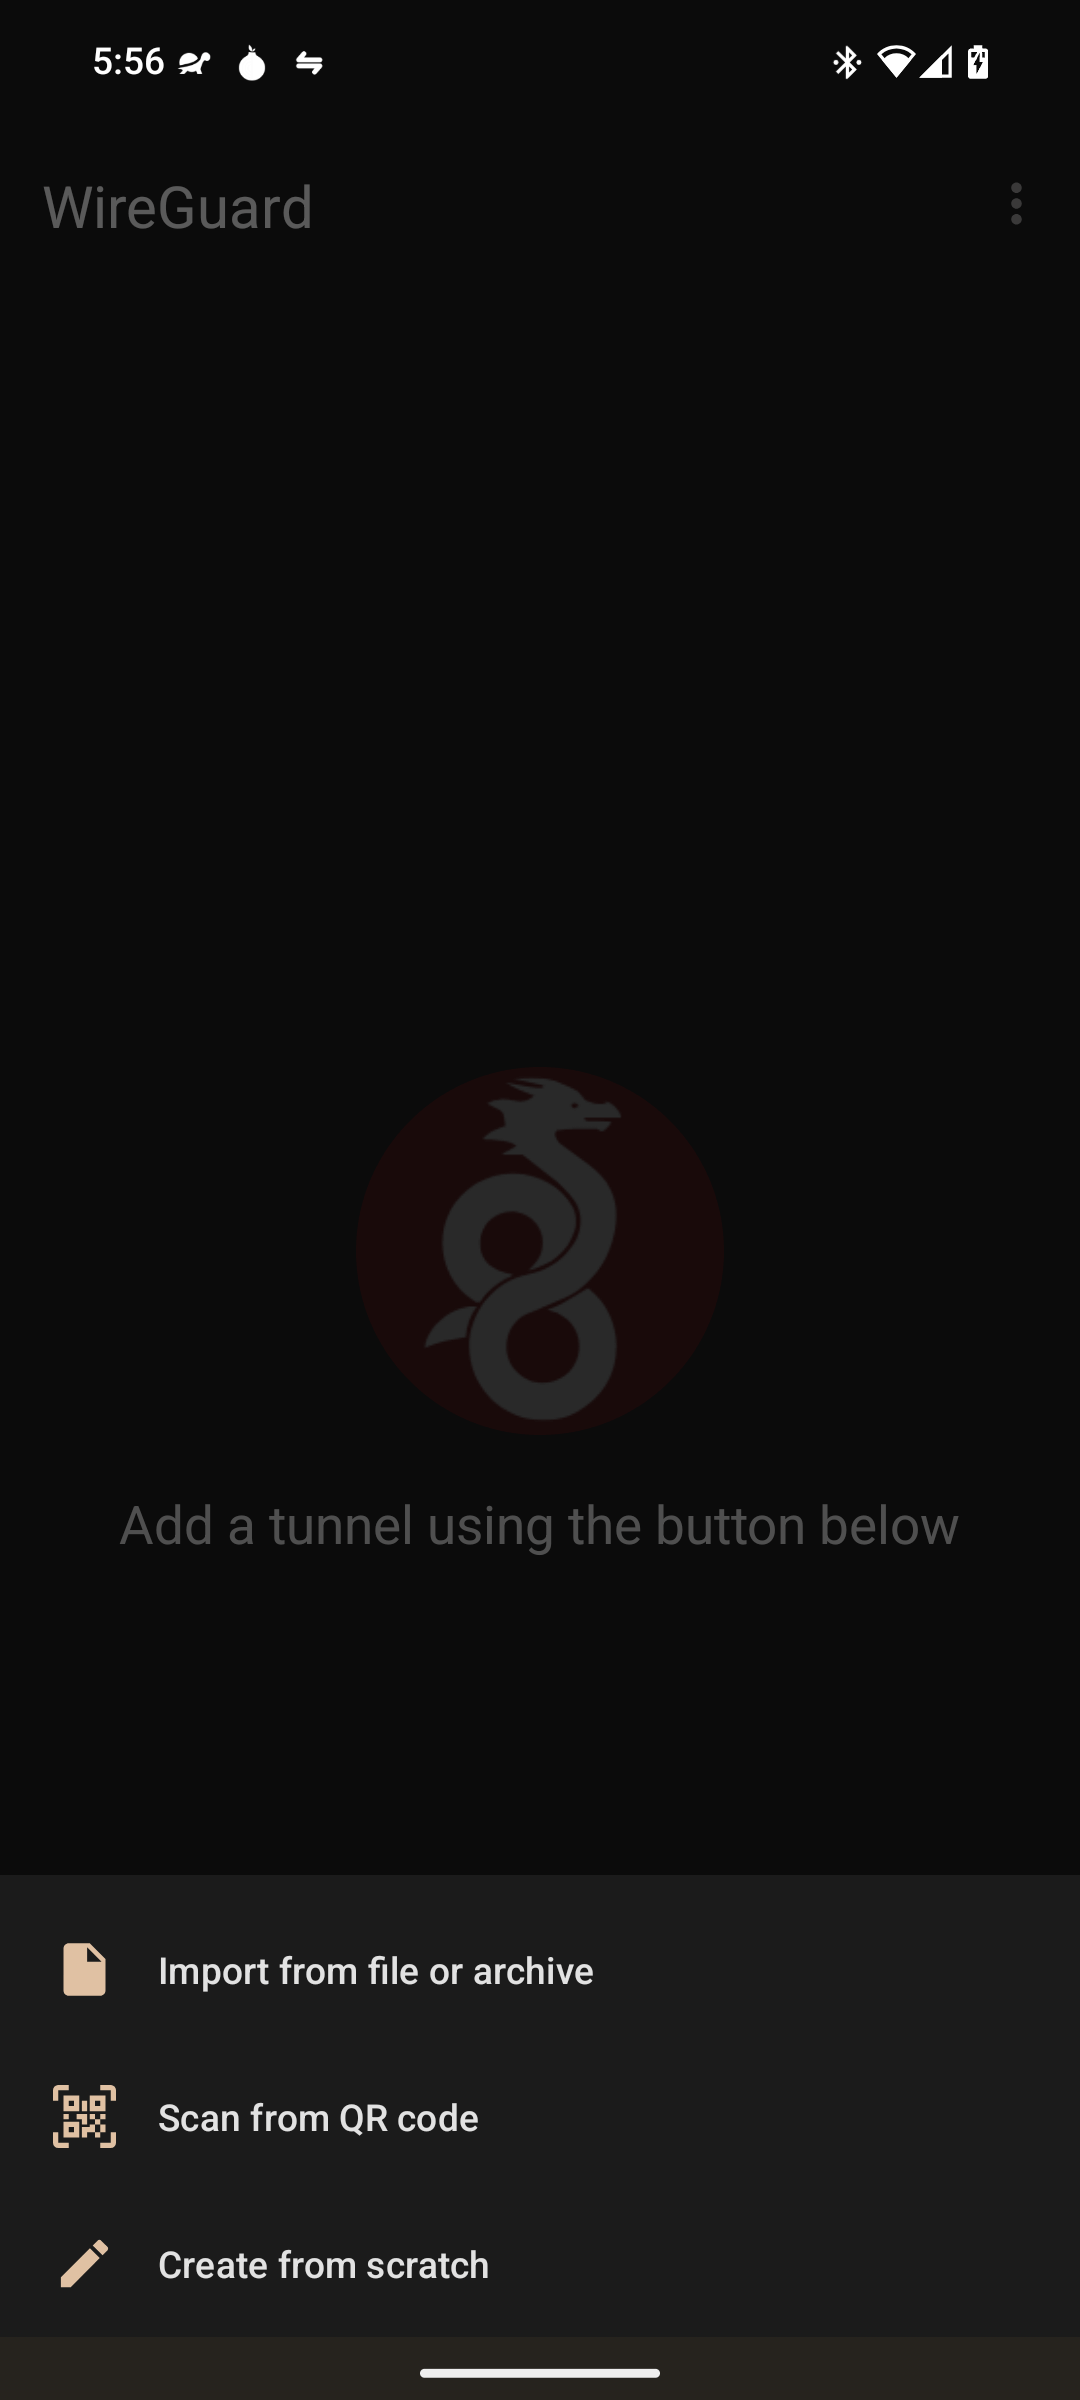 5:56
WireGuard
Add a tunnel using the button below
Import from file or archive
Scan from QR code
Create from scratch